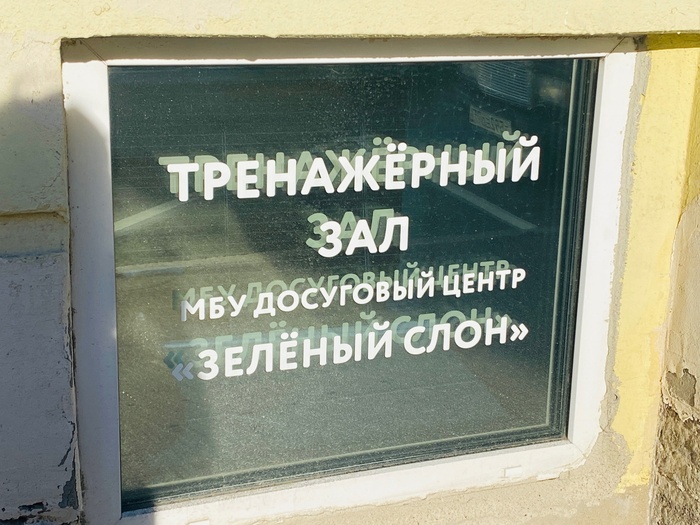 ТРЕНАЖЁРНЫЙ
ЗАЛ
МБУ ДОСУГОВЫЙ ЦЕНТР
«ЗЕЛЁНЫЙ СЛОН»